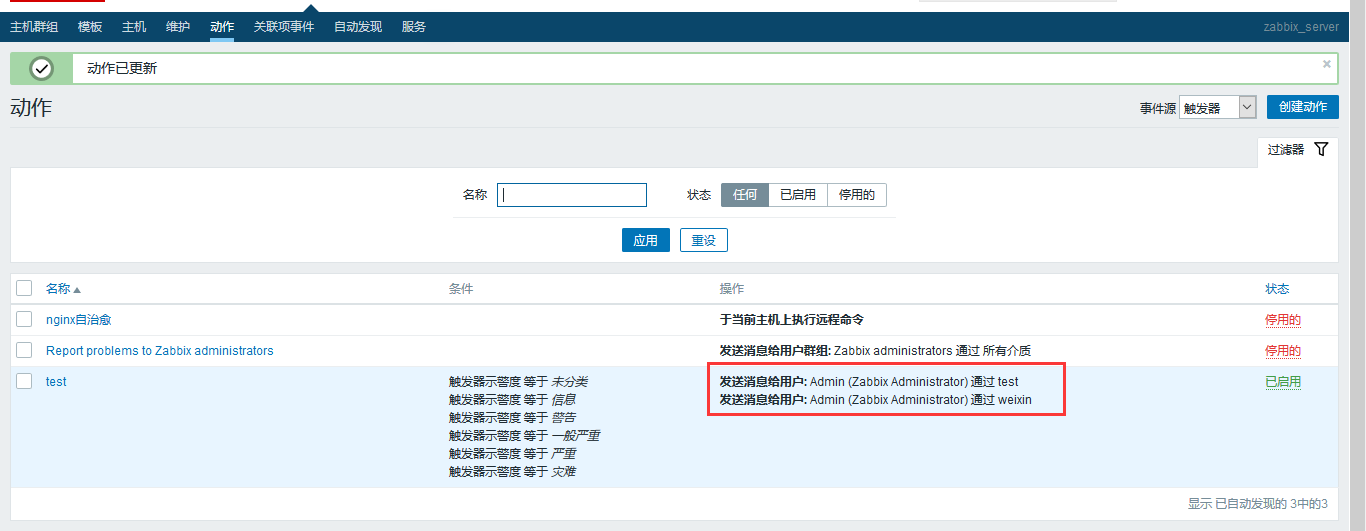 主机群组 模板 主机 维护 动作 关联项事件 自动发现 服务 zabbix_server
动作已更新 ×
动作 事件源 触发器 创建动作
过滤器
名称 状态 任何 已启用 停用的
应用 重设
名称 条件 操作 状态
nginx自治愈 于当前主机上执行远程命令 停用的
Report problems to Zabbix administrators 发送消息给用户群组: Zabbix administrators 通过 所有介质 停用的
test 触发器示警度 等于 未分类 发送消息给用户: Admin (Zabbix Administrator) 通过 test 已启用
触发器示警度 等于 信息 发送消息给用户: Admin (Zabbix Administrator) 通过 weixin
触发器示警度 等于 警告
触发器示警度 等于 一般严重
触发器示警度 等于 严重
触发器示警度 等于 灾难
显示 已自动发现的 3中的3